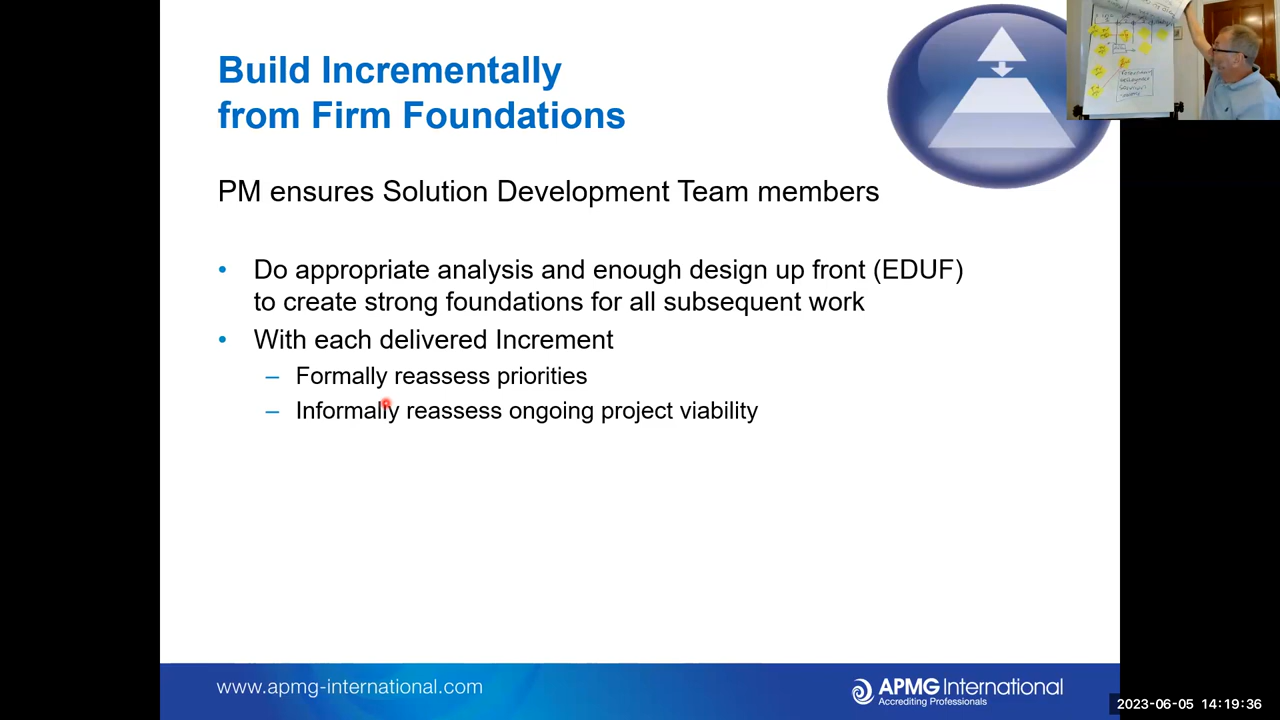 Build Incrementally
from Firm Foundations
PM ensures Solution Development Team members
• Do appropriate analysis and enough design up front (EDUF)
to create strong foundations for all subsequent work
• With each delivered Increment
– Formally reassess priorities
– Informally reassess ongoing project viability
www.apmg-international.com
APMG International
Accrediting Professionals
2023-06-05 14:19:36